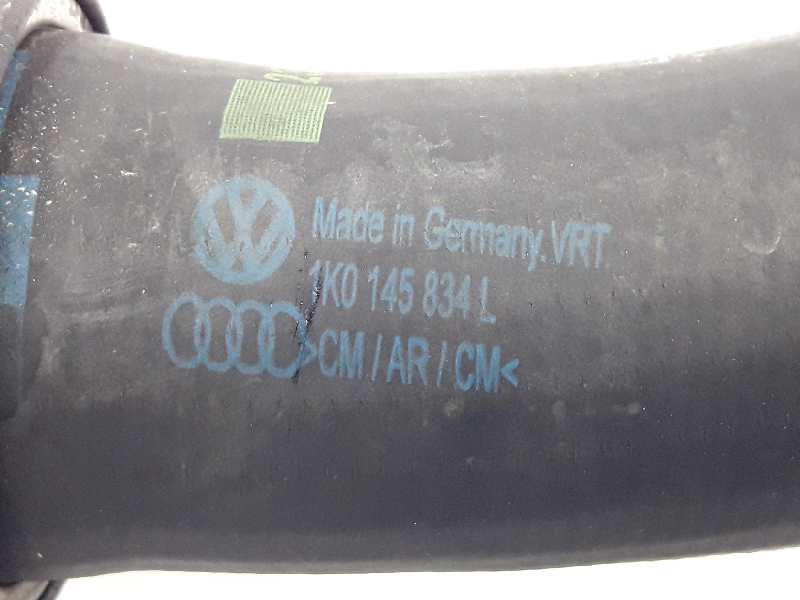 Made in Germany.VRT.
1K0 145 834 L
>CM / AR / CM<